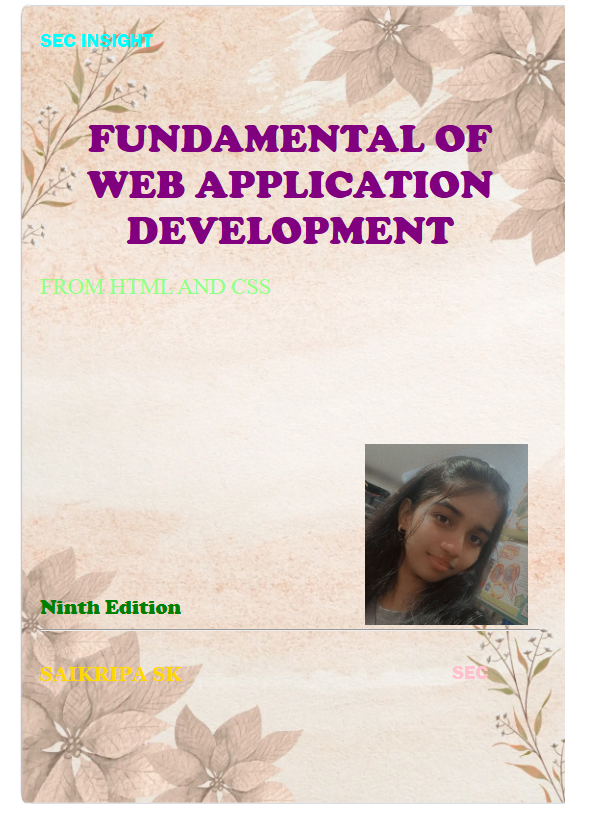 SEC INSIGHT
FUNDAMENTAL OF
WEB APPLICATION
DEVELOPMENT
FROM HTML AND CSS
Ninth Edition
SAIKRIPA SK
SEC